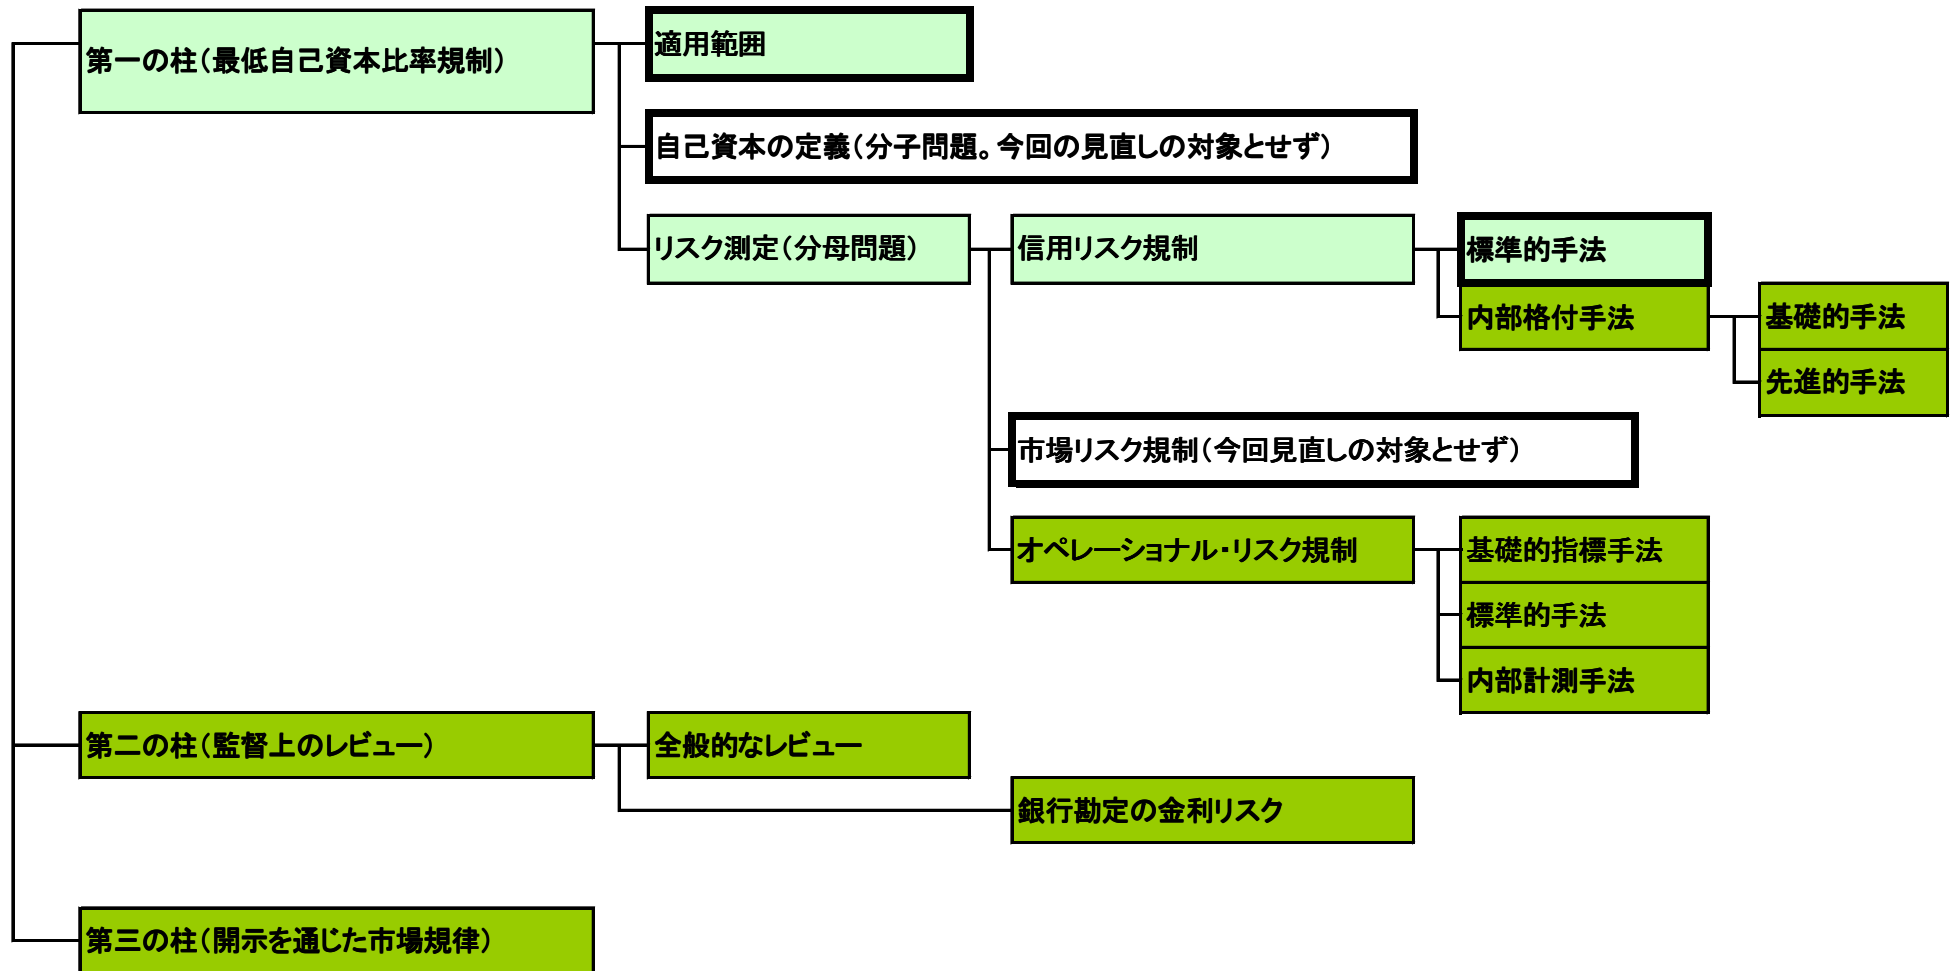 第一の柱（最低自己資本比率規制）
適用範囲
自己資本の定義（分子問題。今回の見直しの対象とせず）
リスク測定（分母問題）
信用リスク規制
標準的手法
内部格付手法
基礎的手法
先進的手法
市場リスク規制（今回見直しの対象とせず）
オペレーショナル・リスク規制
基礎的指標手法
標準的手法
内部計測手法
第二の柱（監督上のレビュー）
全般的なレビュー
銀行勘定の金利リスク
第三の柱（開示を通じた市場規律）